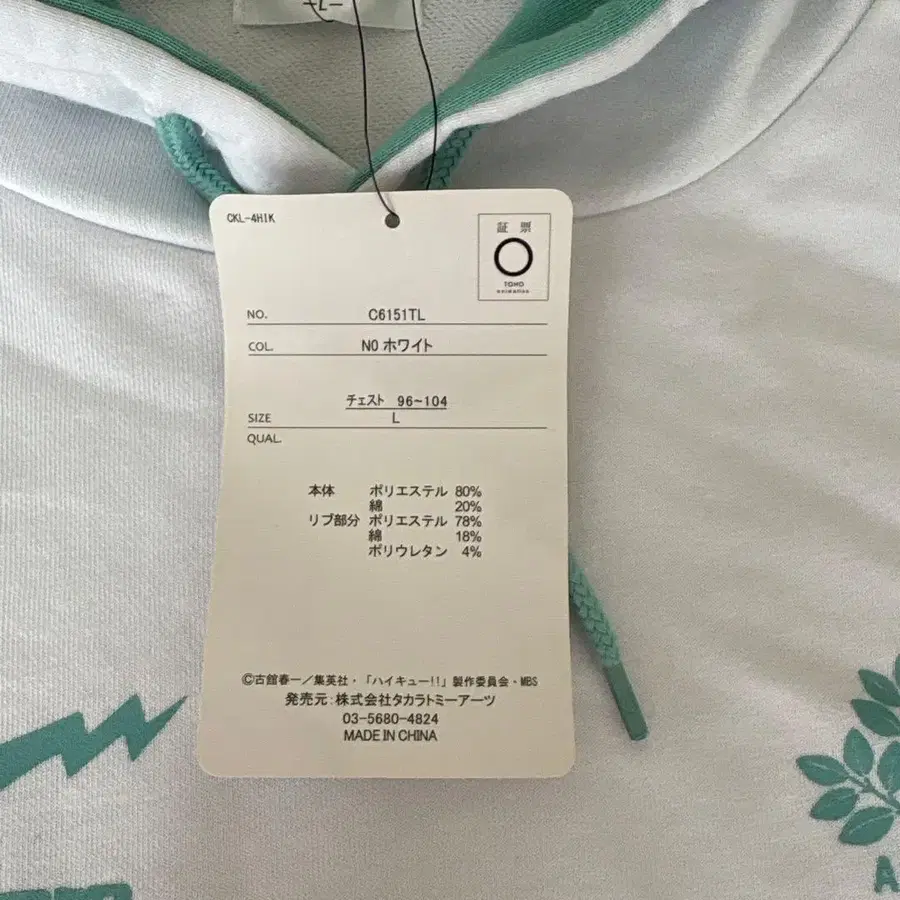 -L-
CKL-4HIK
証 票
TOHO
animation
NO. C6151TL
COL. NO ホワイト
チェスト 96~104
SIZE L
QUAL.
本体 ポリエステル 80%
綿 20%
リブ部分 ポリエステル 78%
綿 18%
ポリウレタン 4%
©古館春一/集英社・「ハイキュー!!」製作委員会・MBS
発売元:株式会社タカラトミーアーツ
03-5680-4824
MADE IN CHINA
A